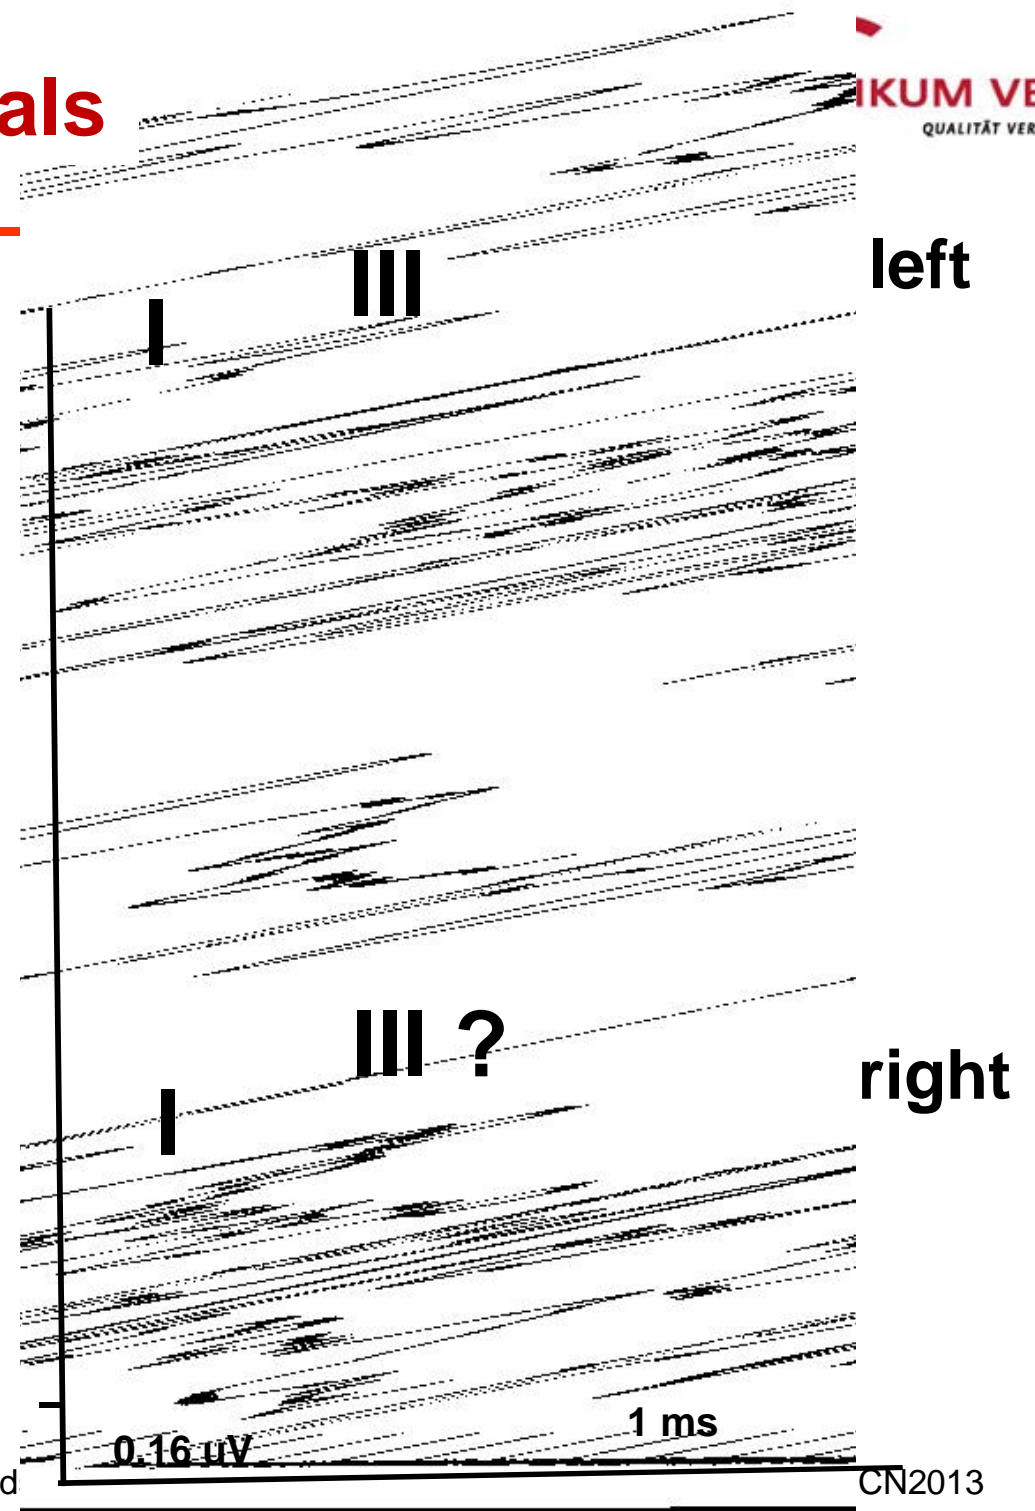 als
IKUM VE
QUALITÄT VER
left
III
I
III ?
right
I
1 ms
0.16 uV
d
CN2013